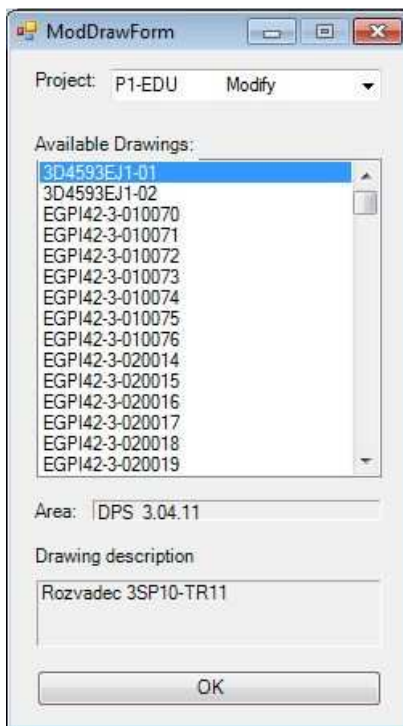 ModDrawForm
Project: P1-EDU Modify
Available Drawings:
3D4593EJ1-01
3D4593EJ1-02
EGPI42-3-010070
EGPI42-3-010071
EGPI42-3-010072
EGPI42-3-010073
EGPI42-3-010074
EGPI42-3-010075
EGPI42-3-010076
EGPI42-3-020014
EGPI42-3-020015
EGPI42-3-020016
EGPI42-3-020017
EGPI42-3-020018
EGPI42-3-020019
Area: DPS 3.04.11
Drawing description
Rozvadec 3SP10-TR11
OK